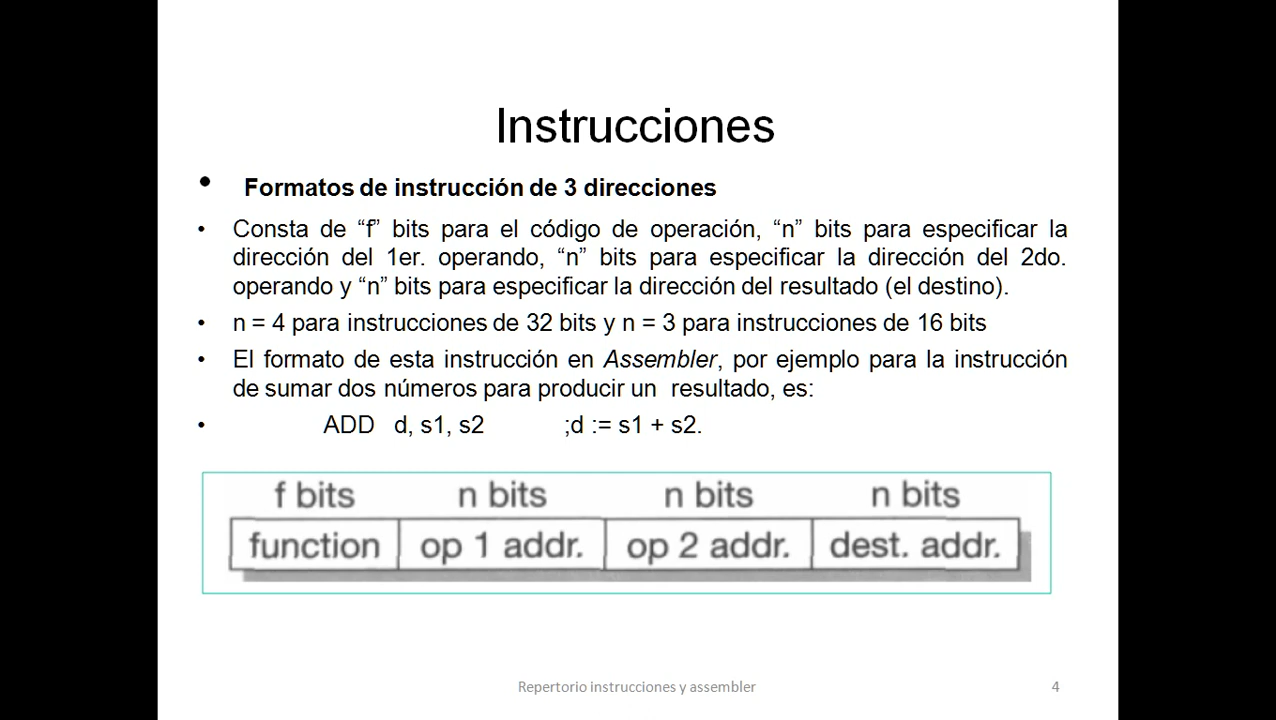 Instrucciones
• Formatos de instrucción de 3 direcciones
• Consta de “f” bits para el código de operación, “n” bits para especificar la
dirección del 1er. operando, “n” bits para especificar la dirección del 2do.
operando y “n” bits para especificar la dirección del resultado (el destino).
• n = 4 para instrucciones de 32 bits y n = 3 para instrucciones de 16 bits
• El formato de esta instrucción en Assembler, por ejemplo para la instrucción
de sumar dos números para producir un resultado, es:
• ADD d, s1, s2 ;d := s1 + s2.
f bits n bits n bits n bits
function op 1 addr. op 2 addr. dest. addr.
Repertorio instrucciones y assembler 4